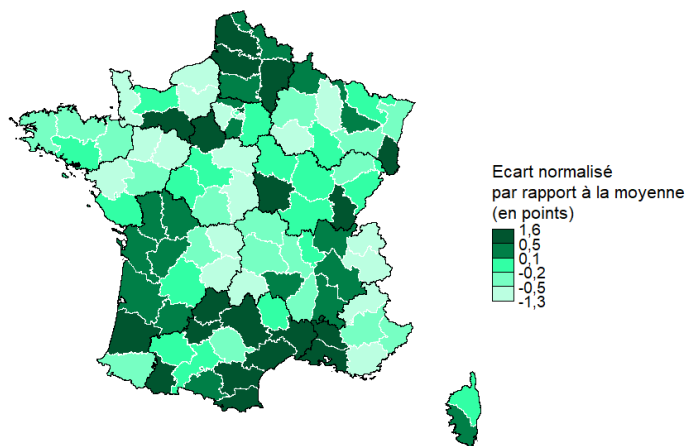 Ecart normalisé
par rapport à la moyenne
(en points)
1,6
0,5
0,1
-0,2
-0,5
-1,3